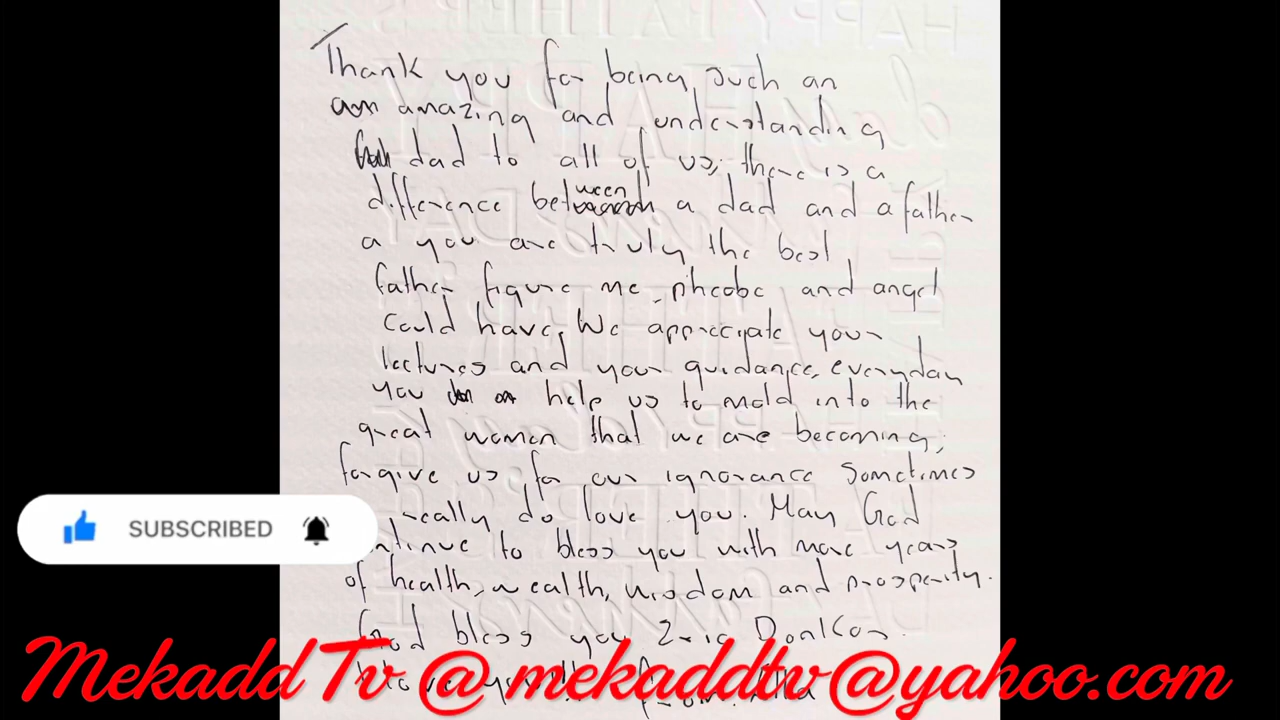 Thank you for being such an
an amazing and understanding
dad to all of us, there is a
difference between a dad and a father
a you are truly the best
father figure me, pheobe and angel
could have. We appreciate your
lectures and your guidance, everyday
you help us to mold into the
great women that we are becoming,
forgive us for our ignorance sometimes
really do love you. May God
SUBSCRIBED
continue to bless you with more years
of health, wealth, wisdom and prosperity.
God bless you DonKor.
Mekadd Tv @ mekaddtv@yahoo.com